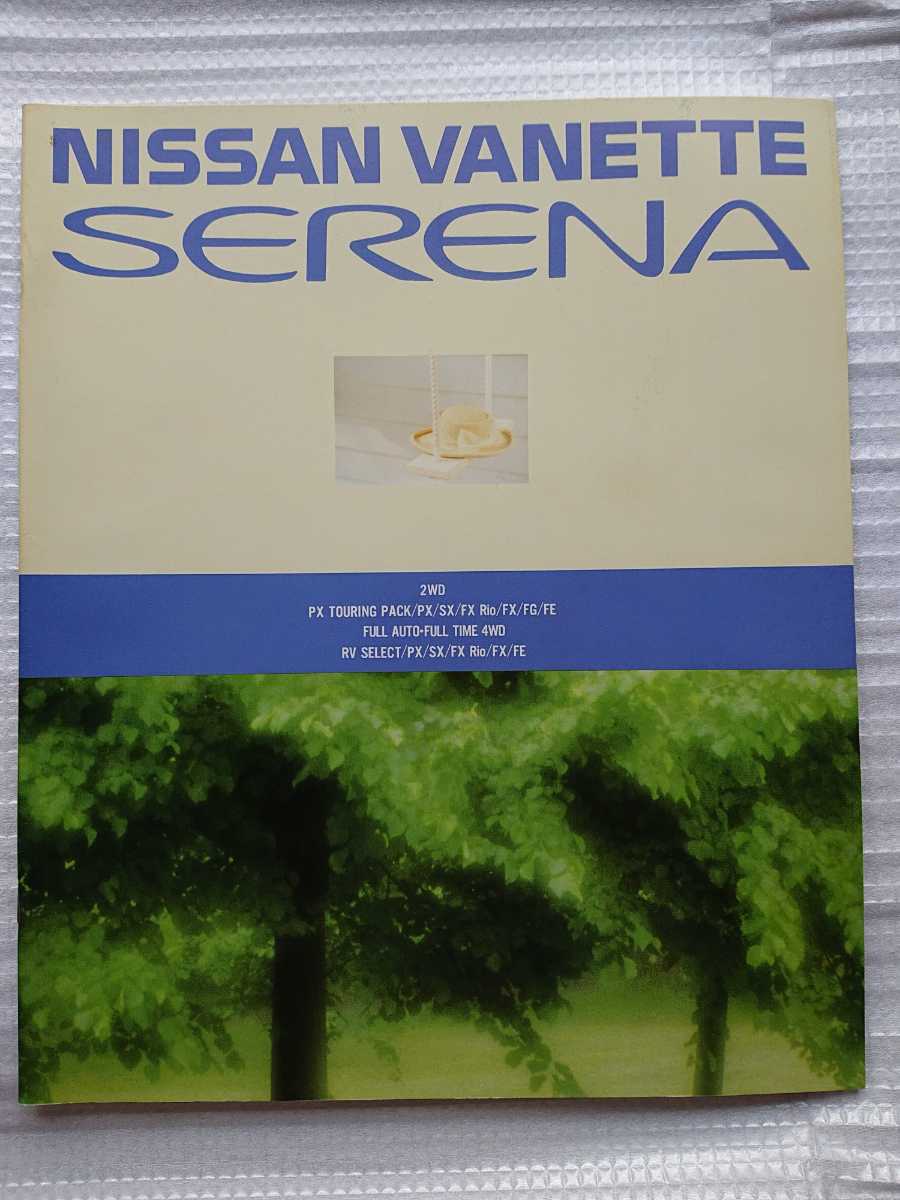 NISSAN VANETTE
SERENA
2WD
PX TOURING PACK/PX/SX/FX Rio/FX/FG/FE
FULL AUTO•FULL TIME 4WD
RV SELECT/PX/SX/FX Rio/FX/FE